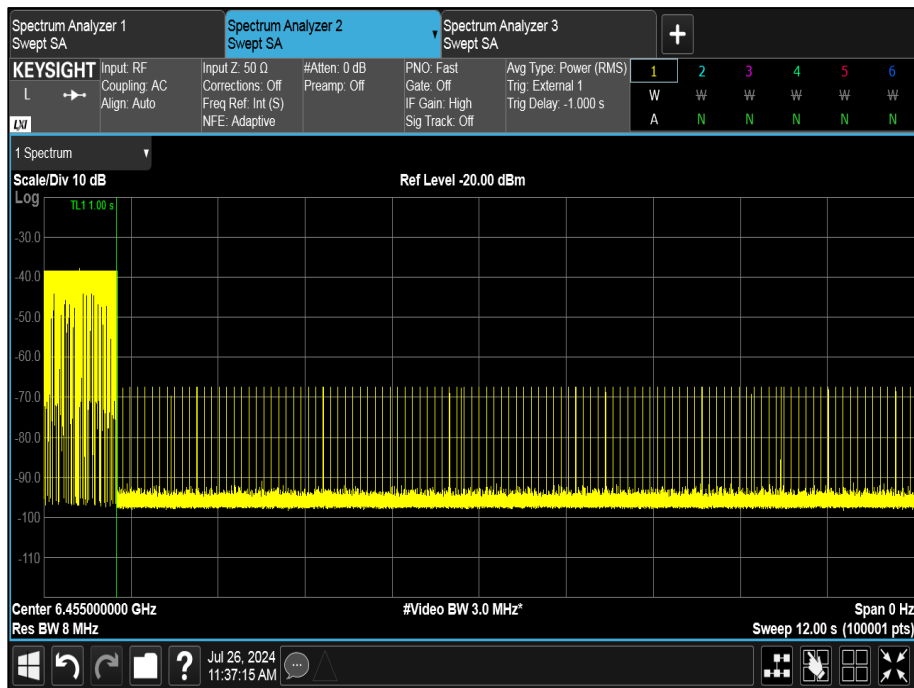 Spectrum Analyzer 1
Swept SA
Spectrum Analyzer 2
Swept SA
Spectrum Analyzer 3
Swept SA
+
KEYSIGHT
L
LXI
Input: RF
Coupling: AC
Align: Auto
Input Z: 50 Ω
Corrections: Off
Freq Ref: Int (S)
NFE: Adaptive
#Atten: 0 dB
Preamp: Off
PNO: Fast
Gate: Off
IF Gain: High
Sig Track: Off
Avg Type: Power (RMS)
Trig: External 1
Trig Delay: -1.000 s
1 2 3 4 5 6
W W W W W W
A N N N N N
1 Spectrum
Scale/Div 10 dB
Ref Level -20.00 dBm
Log
TL1 1.00 s
-30.0
-40.0
-50.0
-60.0
-70.0
-80.0
-90.0
-100
-110
Center 6.455000000 GHz
#Video BW 3.0 MHz*
Span 0 Hz
Res BW 8 MHz
Sweep 12.00 s (100001 pts)
?
Jul 26, 2024
11:37:15 AM